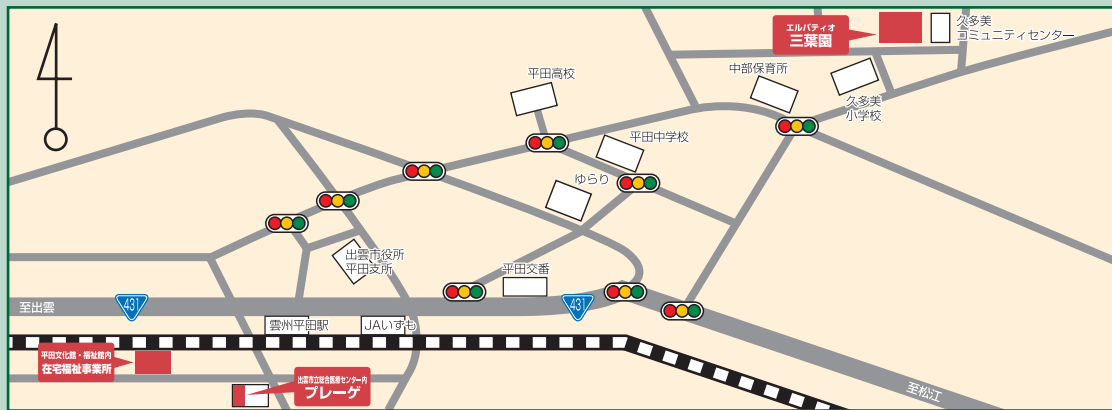 エルパティオ
三葉園
久多美
コミュニティセンター
平田高校
中部保育所
久多美
小学校
平田中学校
ゆらり
出雲市役所
平田支所
平田交番
至出雲
431
431
雲州平田駅
JAいずも
平田文化館・福祉館内
在宅福祉事業所
出雲市立総合医療センター内
プレーゲ
至松江